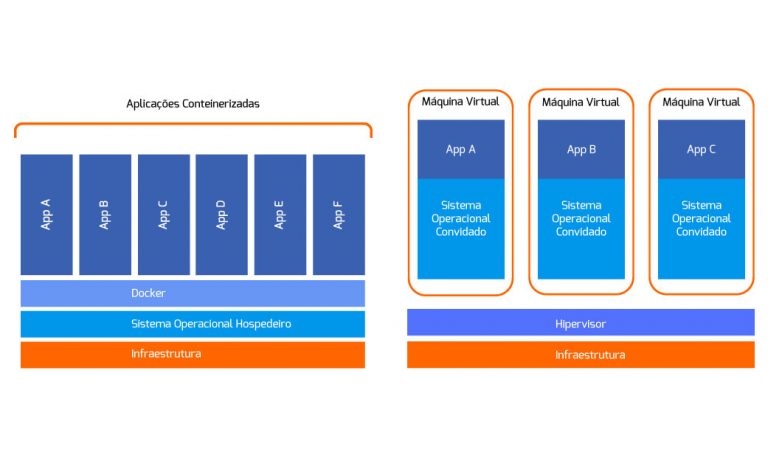 Aplicações Conteinerizadas
App A
App B
App C
App D
App E
App F
Docker
Sistema Operacional Hospedeiro
Infraestrutura
Máquina Virtual
App A
Sistema
Operacional
Convidado
Máquina Virtual
App B
Sistema
Operacional
Convidado
Máquina Virtual
App C
Sistema
Operacional
Convidado
Hipervisor
Infraestrutura